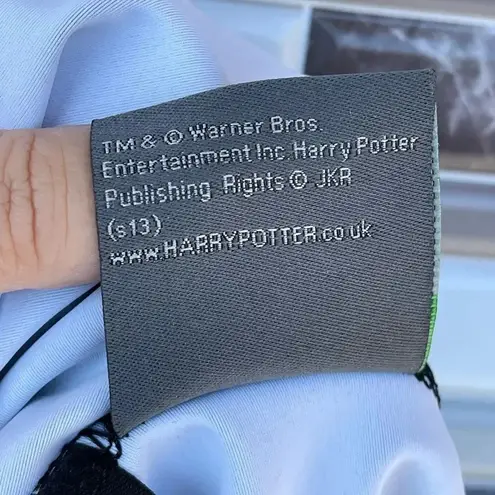 TM & © Warner Bros.
Entertainment Inc. Harry Potter
Publishing Rights © JKR
(s13)
www.HARRYPOTTER.co.uk